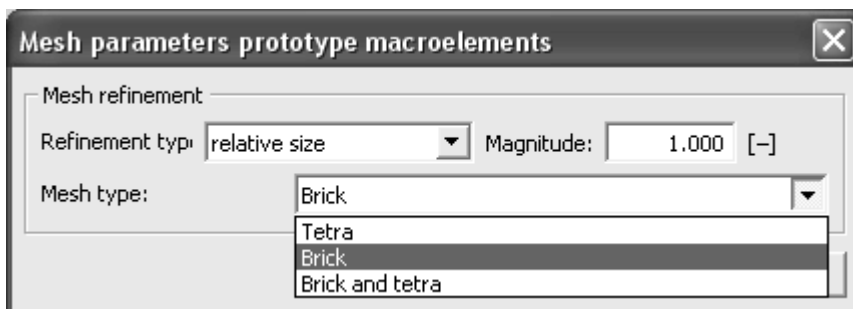 Mesh parameters prototype macroelements
Mesh refinement
Refinement typ relative size Magnitude: 1.000 [-]
Mesh type: Brick
Tetra
Brick
Brick and tetra